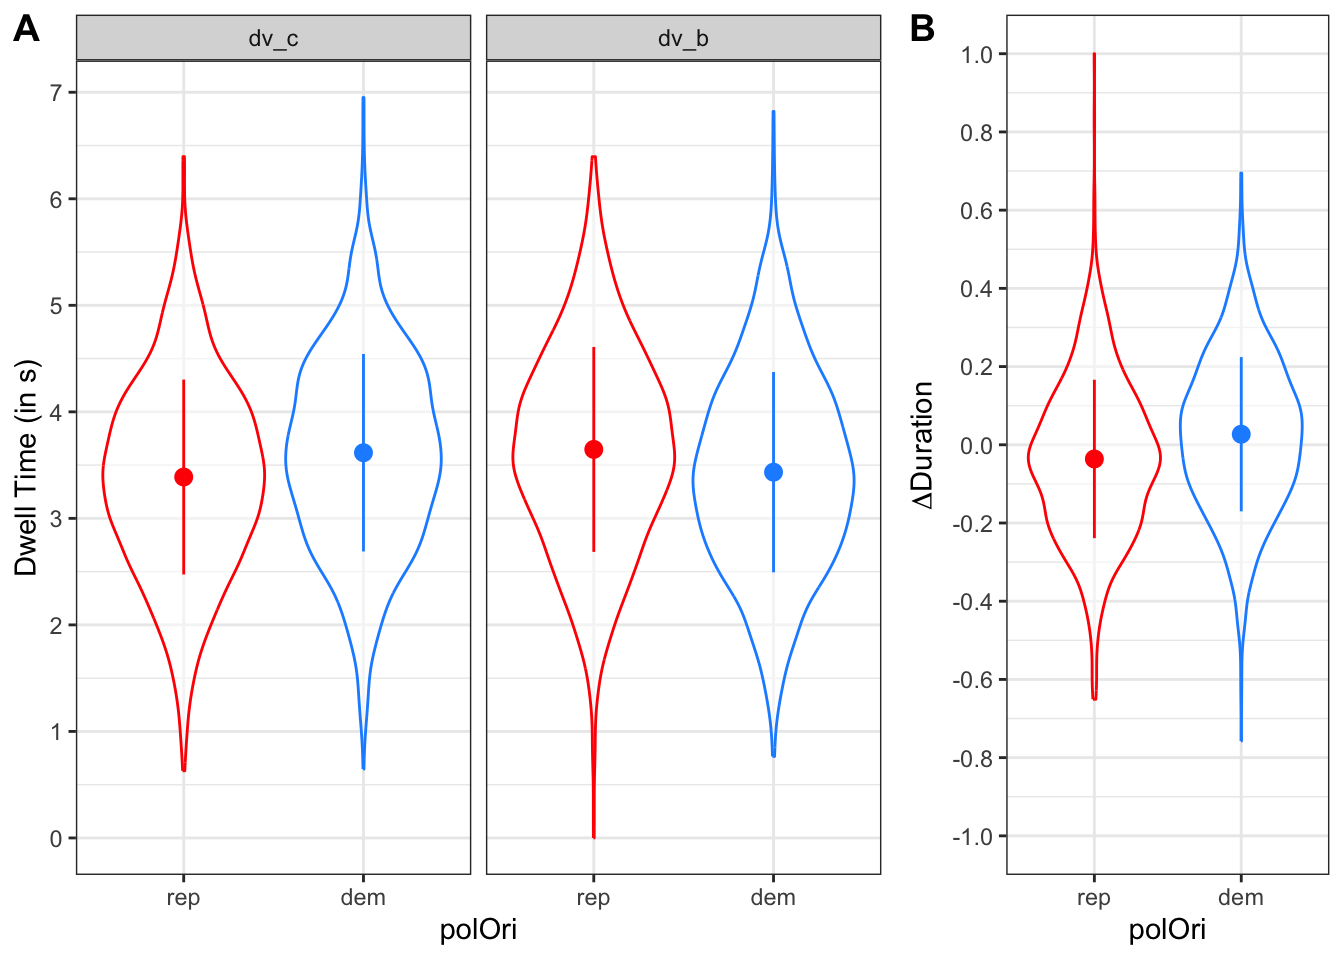 A
dv_c
dv_b
7
6
5
4
3
2
1
0
Dwell Time (in s)
rep
dem
rep
dem
polOri
B
1.0
0.8
0.6
0.4
0.2
0.0
-0.2
-0.4
-0.6
-0.8
-1.0
ΔDuration
rep
dem
polOri